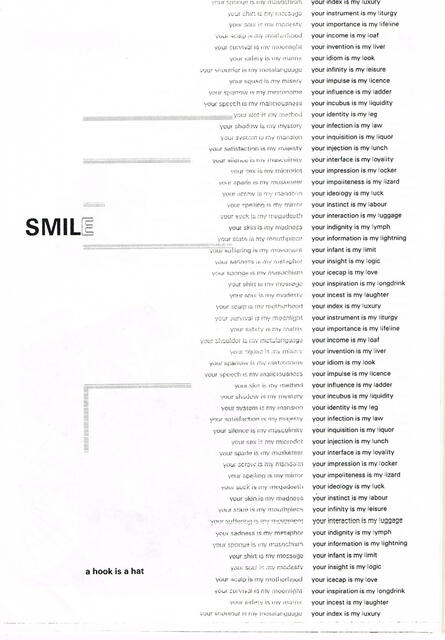 your sponge is my masochism your index is my luxury
your shirt is my message your instrument is my liturgy
your soul is my modesty your importance is my lifeline
your scalp is my motherhood your income is my loaf
your survival is my moonlight your invention is my liver
your safety is my matrix your idiom is my look
your shoulder is my metalanguage your infinity is my leisure
your squad is my misery your impulse is my licence
your sparrow is my metronome your influence is my ladder
your speech is my maliciousness your incubus is my liquidity
your slot is my method your identity is my leg
your shadow is my mystery your infection is my law
your system is my mansion your inquisition is my liquor
your satisfaction is my majesty your injection is my lunch
your silence is my masculinity your interface is my loyality
your sex is my microdot your impression is my locker
your spade is my musketeer your impoliteness is my lizard
your screw is my mandolin your ideology is my luck
your spelling is my mirror your instinct is my labour
your suck is my megadeath your interaction is my luggage
SMILE
your skin is my madness your indignity is my lymph
your state is my mouthpiece your information is my lightning
your suffering is my movement your infant is my limit
your sadness is my metaphor your insight is my logic
your sponge is my masochism your icecap is my love
your shirt is my message your inspiration is my longdrink
your soul is my modesty your incest is my laughter
your scalp is my motherhood your index is my luxury
your survival is my moonlight your instrument is my liturgy
your safety is my matrix your importance is my lifeline
your shoulder is my metalanguage your income is my loaf
your squad is my misery your invention is my liver
your sparrow is my metronome your idiom is my look
your speech is my maliciousness your impulse is my licence
your slot is my method your influence is my ladder
your shadow is my mystery your incubus is my liquidity
your system is my mansion your identity is my leg
your satisfaction is my majesty your infection is my law
your silence is my masculinity your inquisition is my liquor
your sex is my microdot your injection is my lunch
your spade is my musketeer your interface is my loyality
your screw is my mandolin your impression is my locker
your spelling is my mirror your impoliteness is my lizard
your suck is my megadeath your ideology is my luck
your skin is my madness your instinct is my labour
your state is my mouthpiece your infinity is my leisure
your suffering is my movement your interaction is my luggage
your sadness is my metaphor your indignity is my lymph
your sponge is my masochism your information is my lightning
your shirt is my message your infant is my limit
your soul is my modesty your insight is my logic
a hook is a hat
your scalp is my motherhood your icecap is my love
your survival is my moonlight your inspiration is my longdrink
your safety is my matrix your incest is my laughter
your shoulder is my metalanguage your index is my luxury